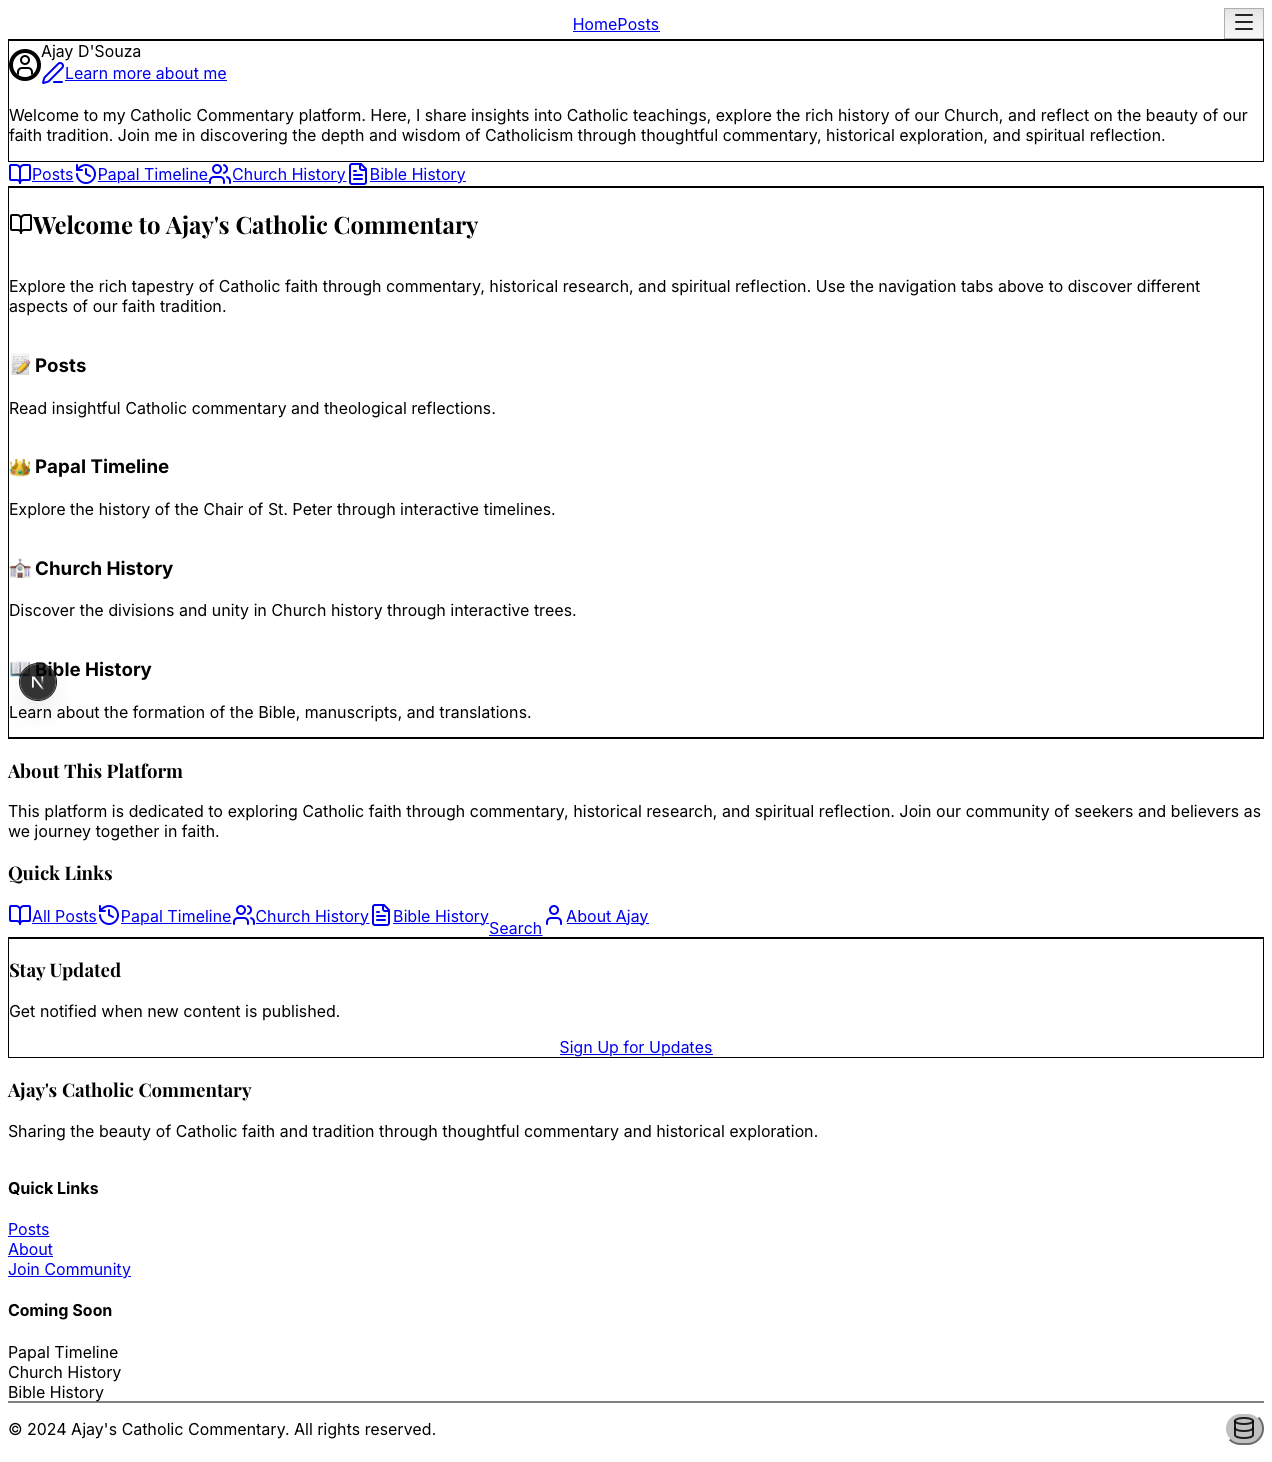 HomePosts
Ajay D'Souza
Learn more about me
Welcome to my Catholic Commentary platform. Here, I share insights into Catholic teachings, explore the rich history of our Church, and reflect on the beauty of our
faith tradition. Join me in discovering the depth and wisdom of Catholicism through thoughtful commentary, historical exploration, and spiritual reflection.
Posts Papal Timeline Church History Bible History
Welcome to Ajay's Catholic Commentary
Explore the rich tapestry of Catholic faith through commentary, historical research, and spiritual reflection. Use the navigation tabs above to discover different
aspects of our faith tradition.
Posts
Read insightful Catholic commentary and theological reflections.
Papal Timeline
Explore the history of the Chair of St. Peter through interactive timelines.
Church History
Discover the divisions and unity in Church history through interactive trees.
Bible History
N
Learn about the formation of the Bible, manuscripts, and translations.
About This Platform
This platform is dedicated to exploring Catholic faith through commentary, historical research, and spiritual reflection. Join our community of seekers and believers as
we journey together in faith.
Quick Links
All Posts Papal Timeline Church History Bible History Search About Ajay
Stay Updated
Get notified when new content is published.
Sign Up for Updates
Ajay's Catholic Commentary
Sharing the beauty of Catholic faith and tradition through thoughtful commentary and historical exploration.
Quick Links
Posts
About
Join Community
Coming Soon
Papal Timeline
Church History
Bible History
© 2024 Ajay's Catholic Commentary. All rights reserved.